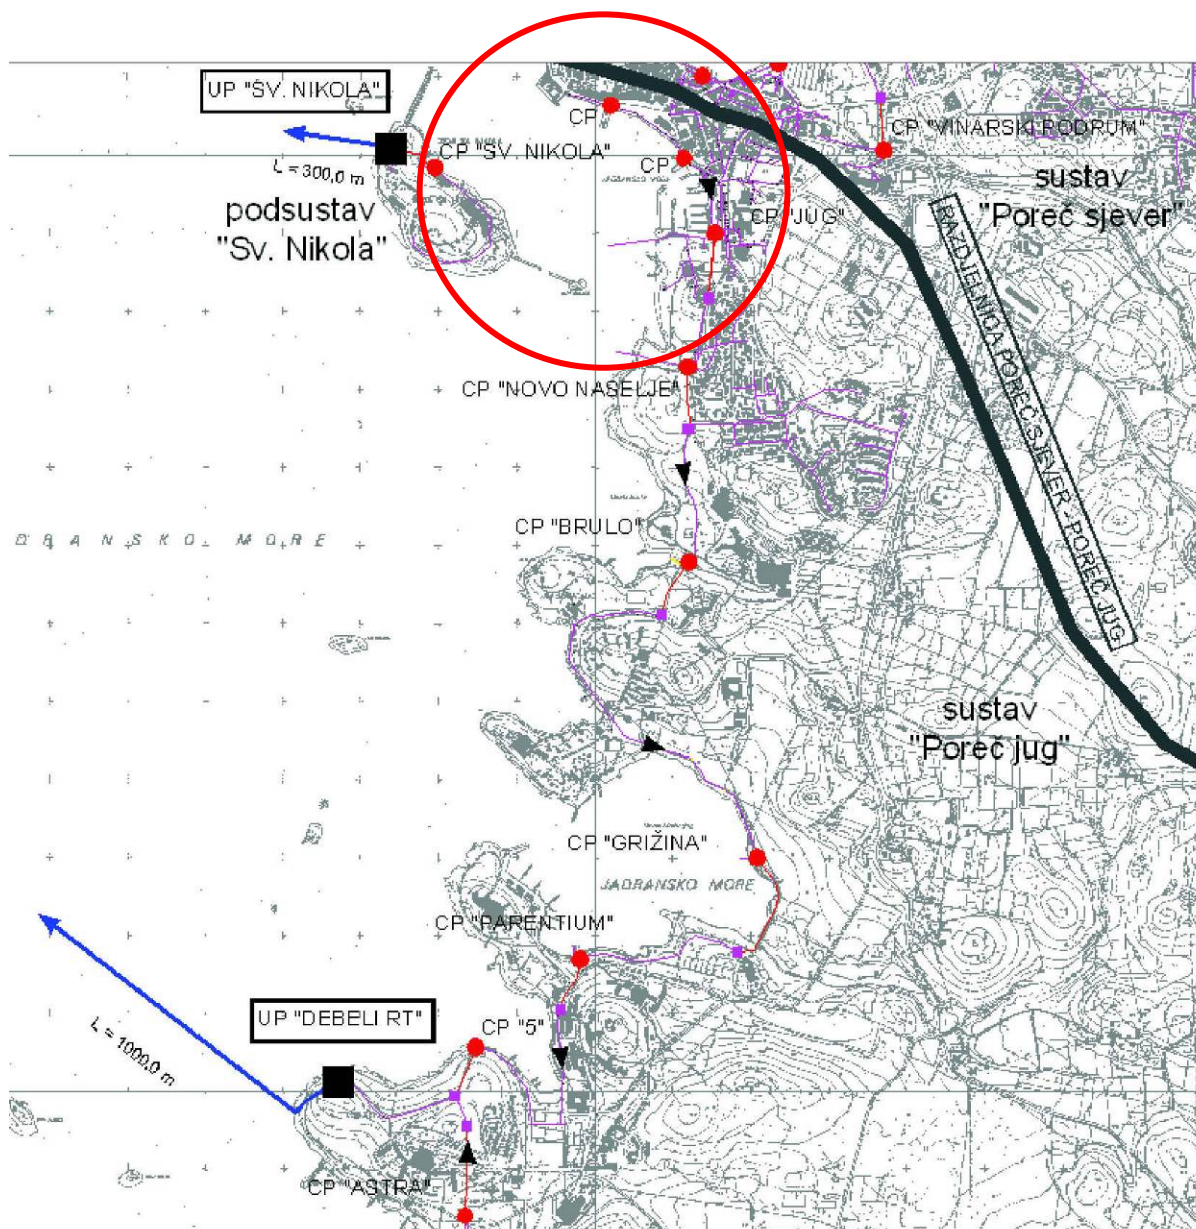 UP "SV. NIKOLA"
L = 300,0 m
podsustav
"Sv. Nikola"
CP "SV. NIKOLA"
CP
CP
CP "JUG"
CP "VINARSKI PODRUM"
sustav
"Poreč sjever"
RAZDJELNICA POREČ SJEVER - POREČ JUG
CP "NOVO NASELJE"
CP "BRULO"
MORE
sustav
"Poreč jug"
CP "GRIŽINA"
JADRANSKO MORE
CP "PARENTIUM"
UP "DEBELI RT"
L = 1000,0 m
CP "5"
CP "ASTRA"